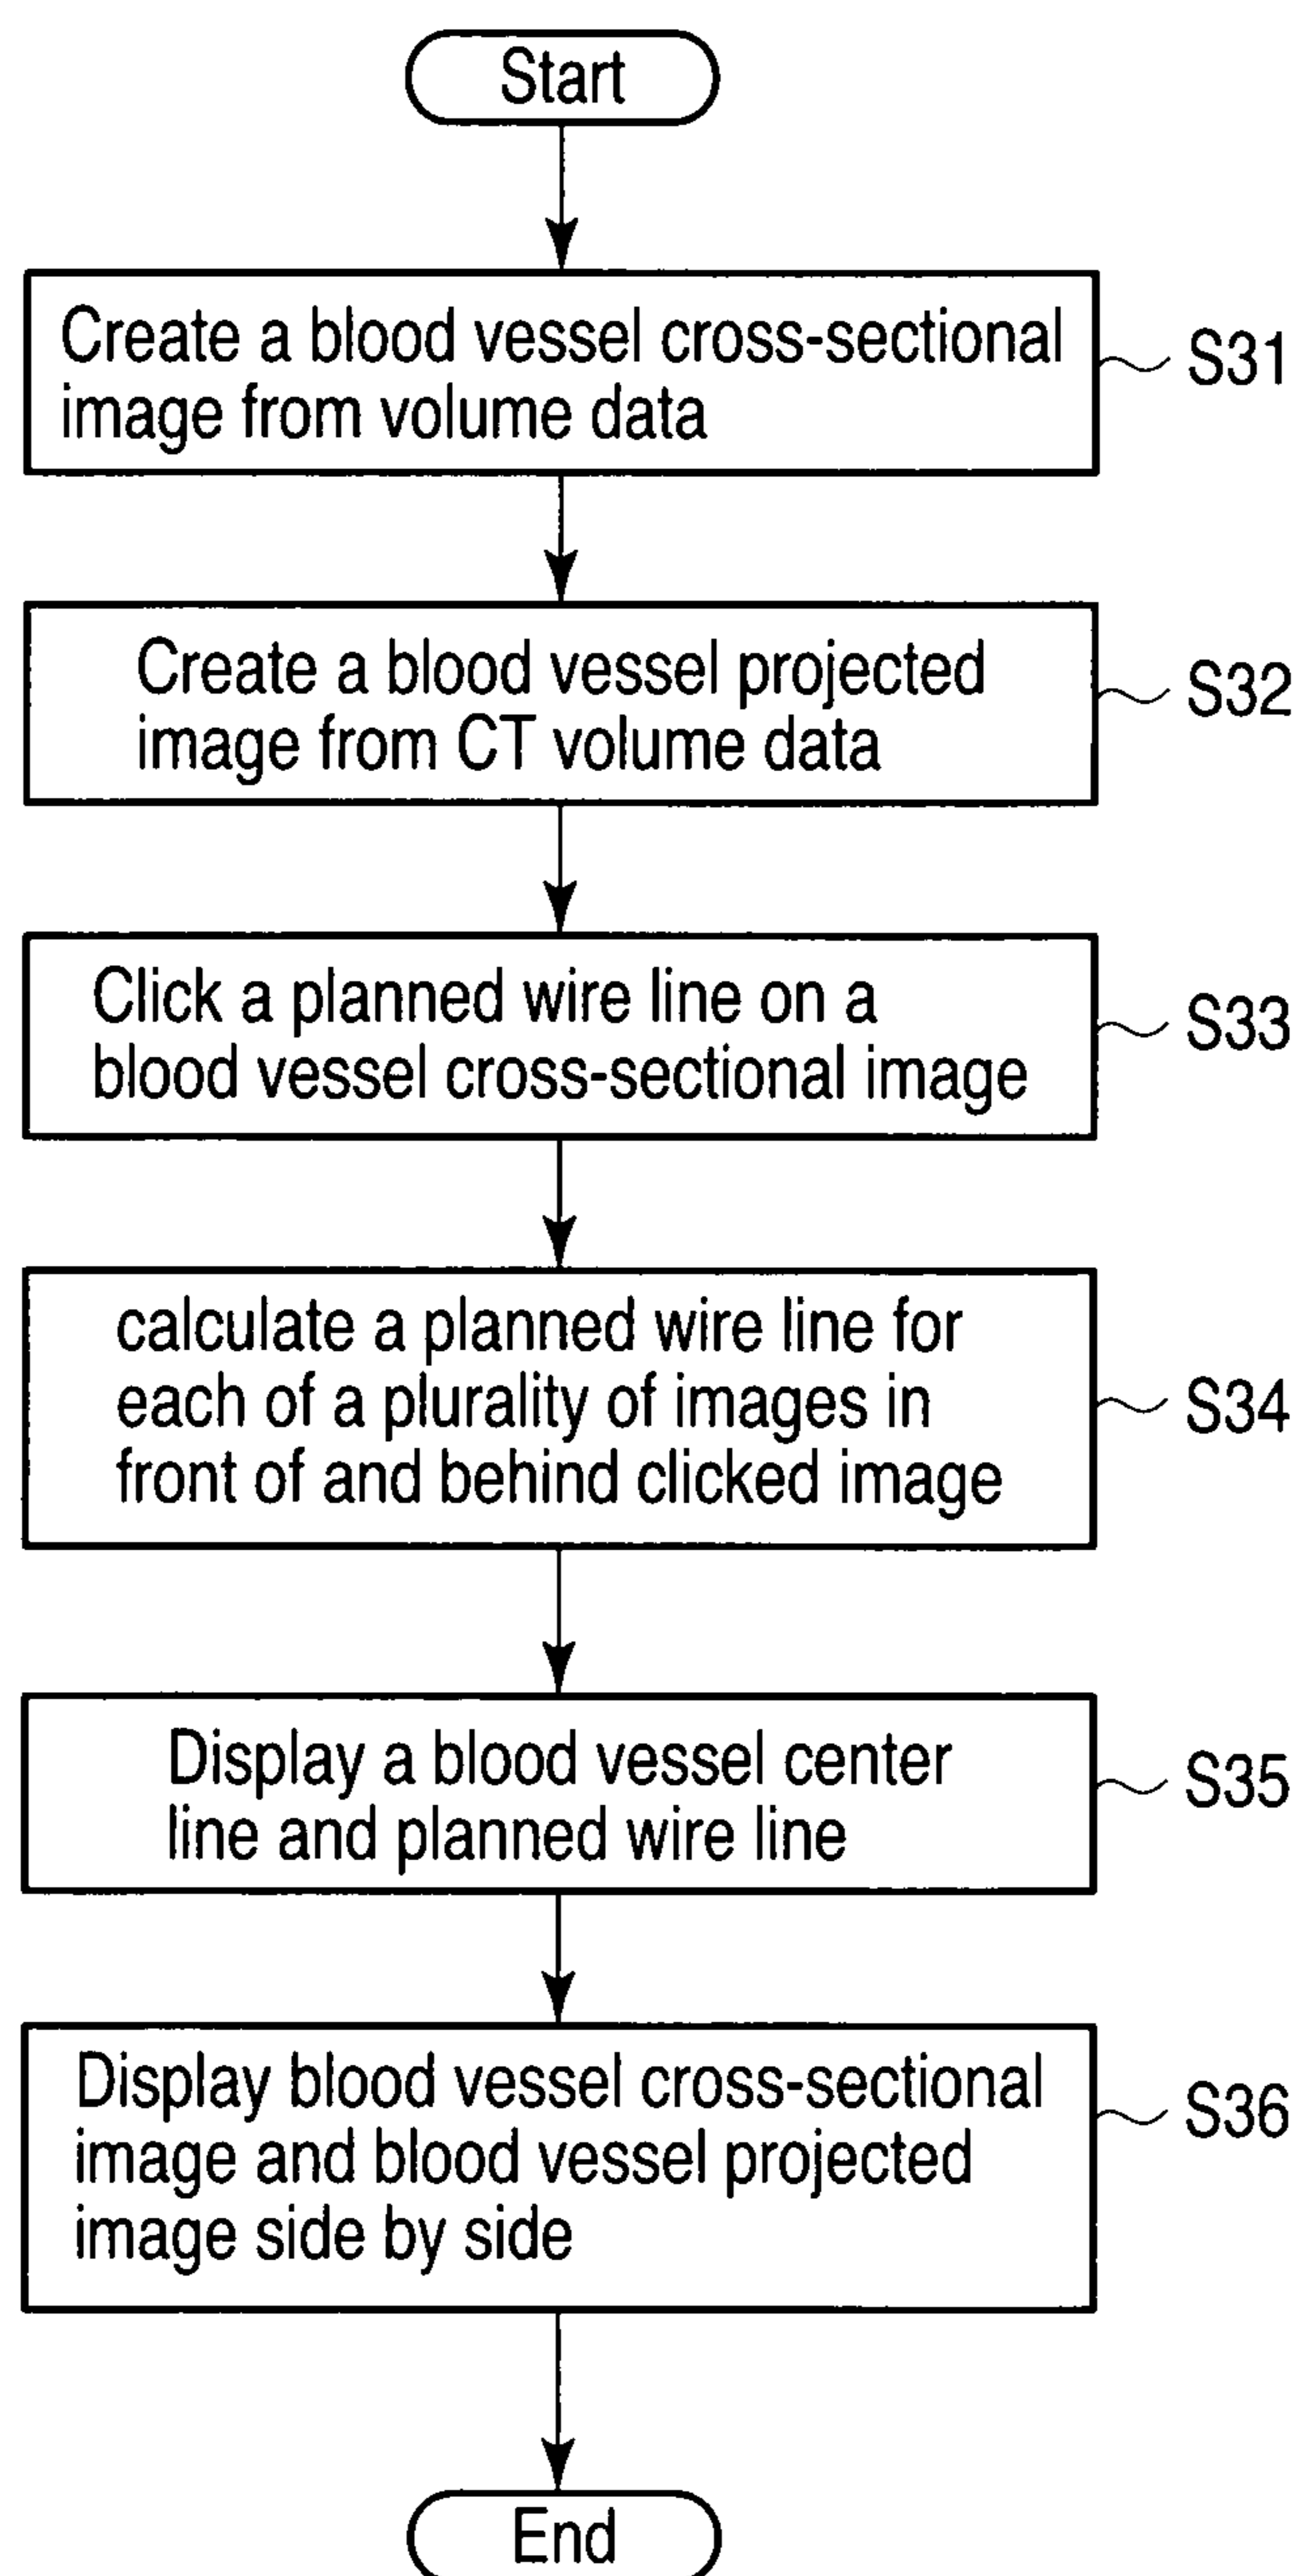 Start
Create a blood vessel cross-sectional
image from volume data
S31
Create a blood vessel projected
image from CT volume data
S32
Click a planned wire line on a
blood vessel cross-sectional image
S33
calculate a planned wire line for
each of a plurality of images in
front of and behind clicked image
S34
Display a blood vessel center
line and planned wire line
S35
Display blood vessel cross-sectional
image and blood vessel projected
image side by side
S36
End